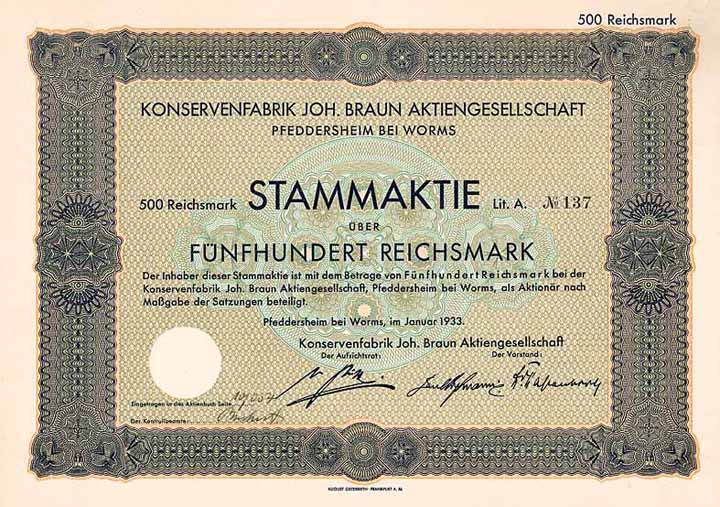 500 Reichsmark
KONSERVENFABRIK JOH. BRAUN AKTIENGESELLSCHAFT
PFEDDERSHEIM BEI WORMS
500 Reichsmark STAMMAKTIE Lit. A. № 137
ÜBER
FÜNFHUNDERT REICHSMARK
Der Inhaber dieser Stammaktie ist mit dem Betrage von Fünfhundert Reichsmark bei der
Konservenfabrik Joh. Braun Aktiengesellschaft, Pfeddersheim bei Worms, als Aktionär nach
Maßgabe der Satzungen beteiligt.
Pfeddersheim bei Worms, im Januar 1933.
Konservenfabrik Joh. Braun Aktiengesellschaft
Der Aufsichtsrat: Der Vorstand:
Eingetragen in das Aktienbuch Seite
Der Kontrollbeamte:
AUGUST OSTERRIETH · FRANKFURT A. M.